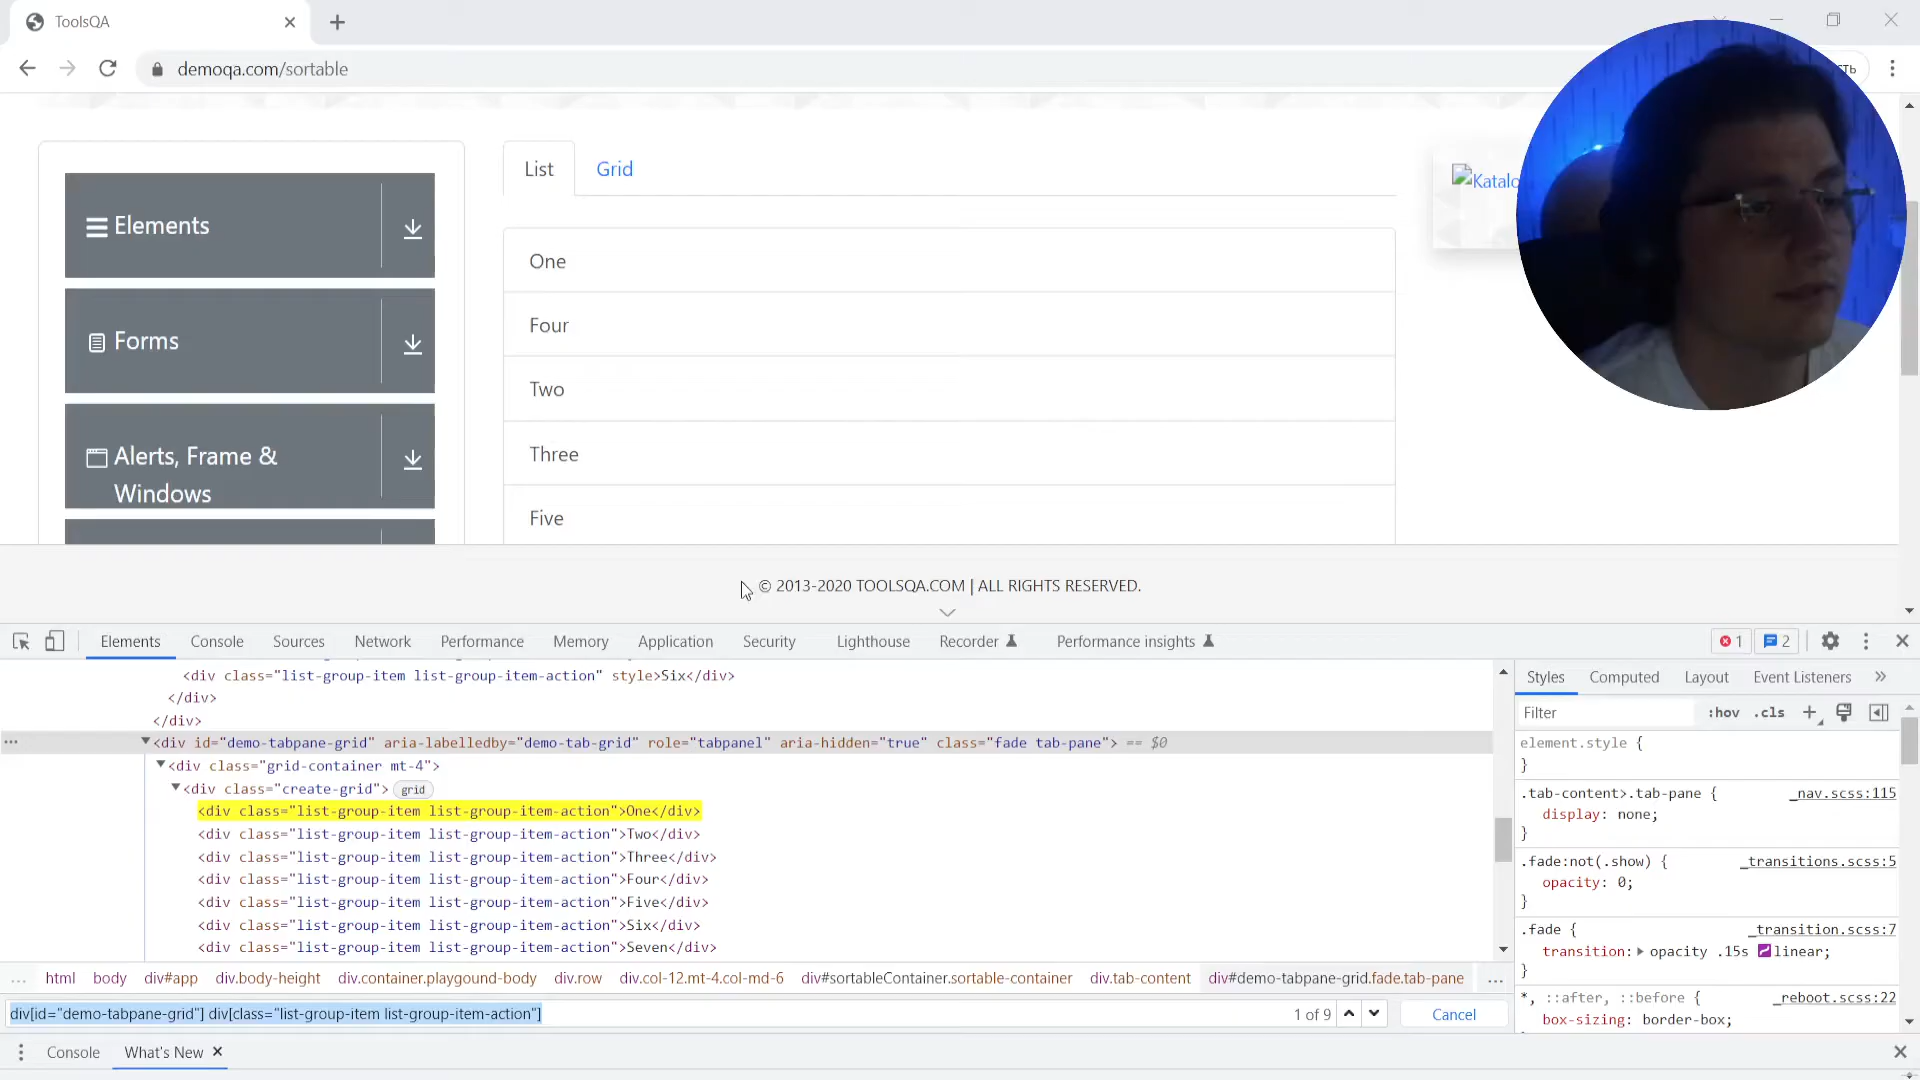 ToolsQA
demoqa.com/sortable
ть
Elements
Forms
Alerts, Frame &
Windows
List
Grid
One
Four
Two
Three
Five
Katalo
© 2013-2020 TOOLSQA.COM | ALL RIGHTS RESERVED.
Elements Console Sources Network Performance Memory Application Security Lighthouse Recorder Performance insights 1 2
<div class="list-group-item list-group-item-action" style>Six</div>
</div>
</div>
<div id="demo-tabpane-grid" aria-labelledby="demo-tab-grid" role="tabpanel" aria-hidden="true" class="fade tab-pane"> == $0
<div class="grid-container mt-4">
<div class="create-grid"> grid
<div class="list-group-item list-group-item-action">One</div>
<div class="list-group-item list-group-item-action">Two</div>
<div class="list-group-item list-group-item-action">Three</div>
<div class="list-group-item list-group-item-action">Four</div>
<div class="list-group-item list-group-item-action">Five</div>
<div class="list-group-item list-group-item-action">Six</div>
<div class="list-group-item list-group-item-action">Seven</div>
... html body div#app div.body-height div.container.playgound-body div.row div.col-12.mt-4.col-md-6 div#sortableContainer.sortable-container div.tab-content div#demo-tabpane-grid.fade.tab-pane ...
div[id="demo-tabpane-grid"] div[class="list-group-item list-group-item-action"]
1 of 9
Cancel
Styles Computed Layout Event Listeners »
Filter
:hov .cls +
element.style {
}
.tab-content>.tab-pane { _nav.scss:115
display: none;
}
.fade:not(.show) { _transitions.scss:5
opacity: 0;
}
.fade { _transition.scss:7
transition: opacity .15s linear;
}
*, ::after, ::before { _reboot.scss:22
box-sizing: border-box;
Console What's New